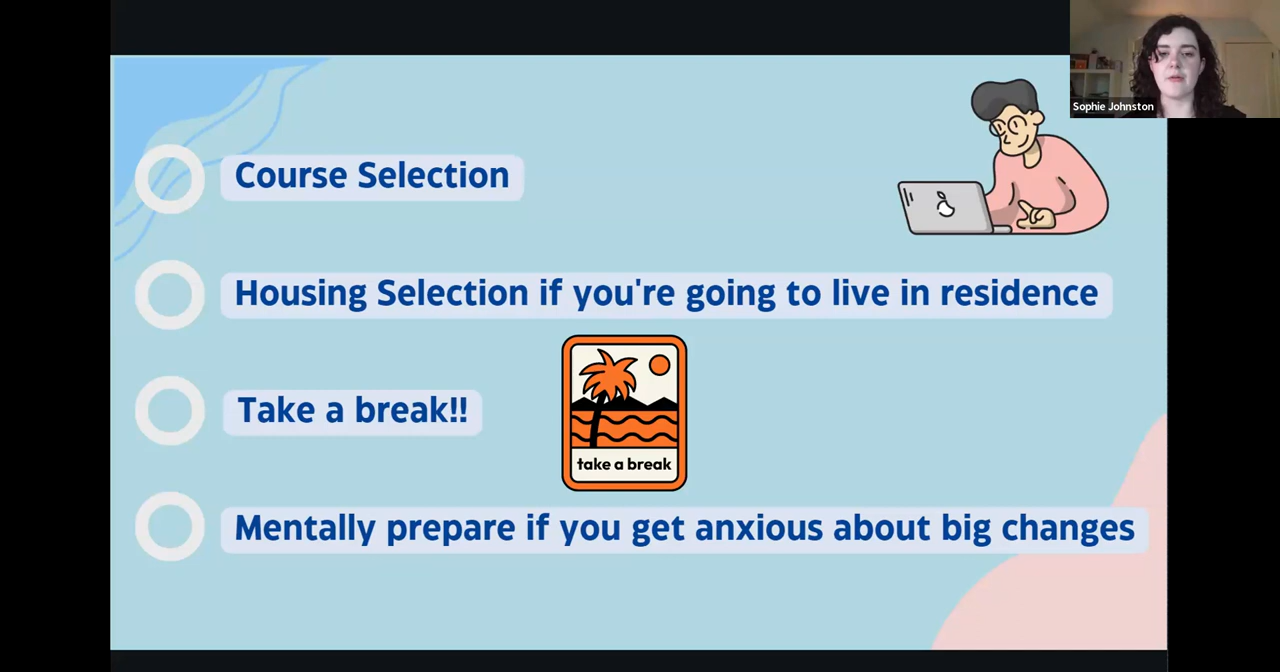 Sophie Johnston
Course Selection
Housing Selection if you're going to live in residence
Take a break!!
take a break
Mentally prepare if you get anxious about big changes